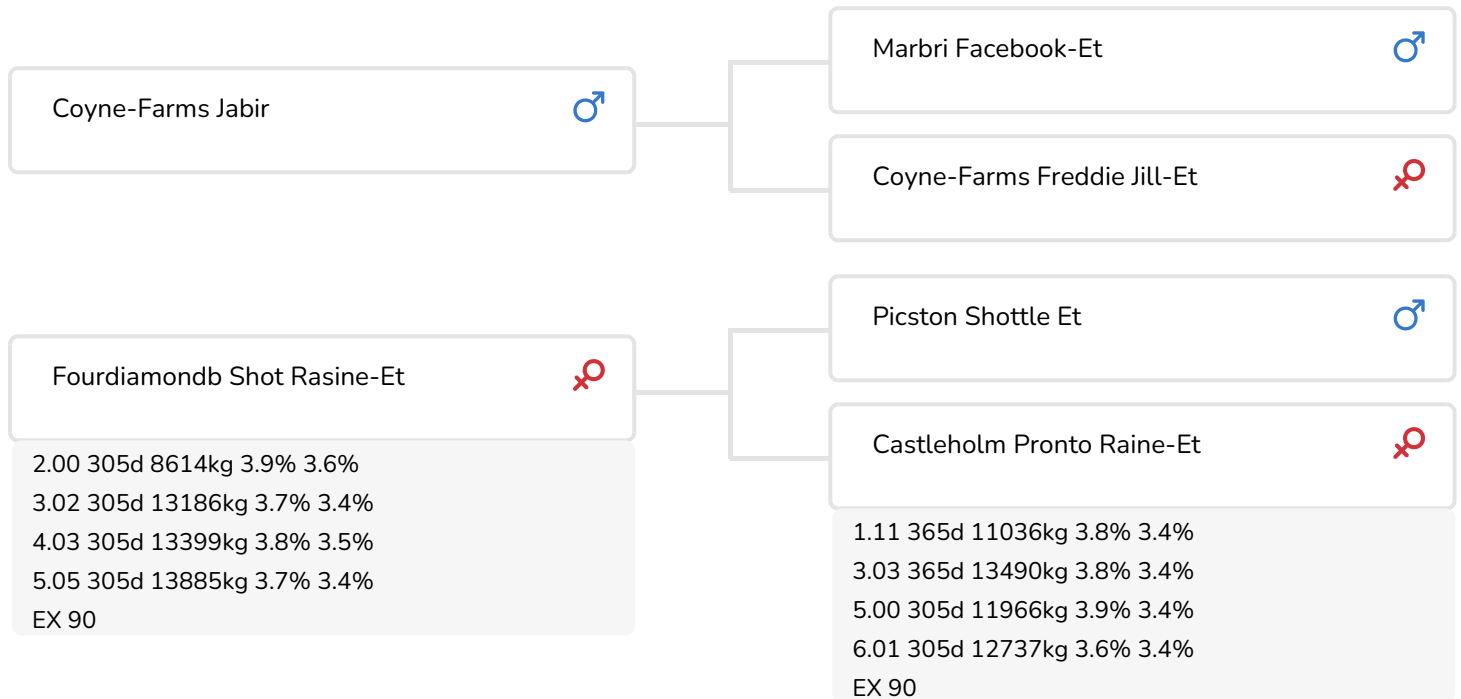 Marbri Facebook-Et
Coyne-Farms Jabir
Coyne-Farms Freddie Jill-Et
Picston Shottle Et
Fourdiamondb Shot Rasine-Et
2.00 305d 8614kg 3.9% 3.6%
3.02 305d 13186kg 3.7% 3.4%
4.03 305d 13399kg 3.8% 3.5%
5.05 305d 13885kg 3.7% 3.4%
EX 90
Castleholm Pronto Raine-Et
1.11 365d 11036kg 3.8% 3.4%
3.03 365d 13490kg 3.8% 3.4%
5.00 305d 11966kg 3.9% 3.4%
6.01 305d 12737kg 3.6% 3.4%
EX 90